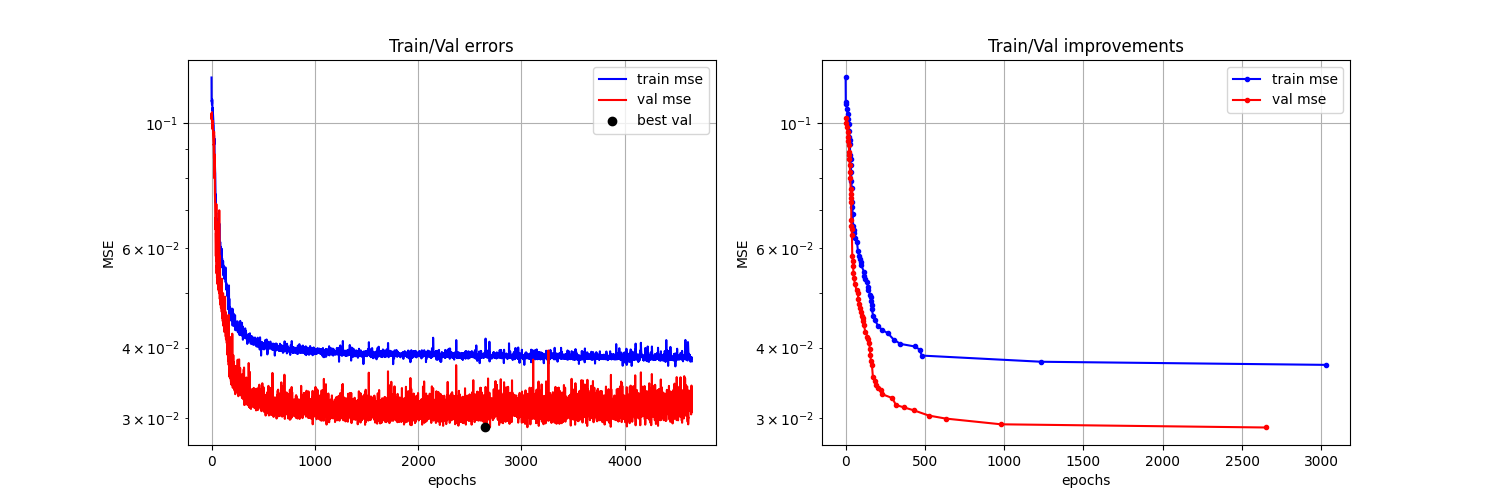 Train/Val errors
MSE
10⁻¹
6 × 10⁻²
4 × 10⁻²
3 × 10⁻²
train mse
val mse
best val
0 1000 2000 3000 4000
epochs
Train/Val improvements
MSE
10⁻¹
6 × 10⁻²
4 × 10⁻²
3 × 10⁻²
train mse
val mse
0 500 1000 1500 2000 2500 3000
epochs